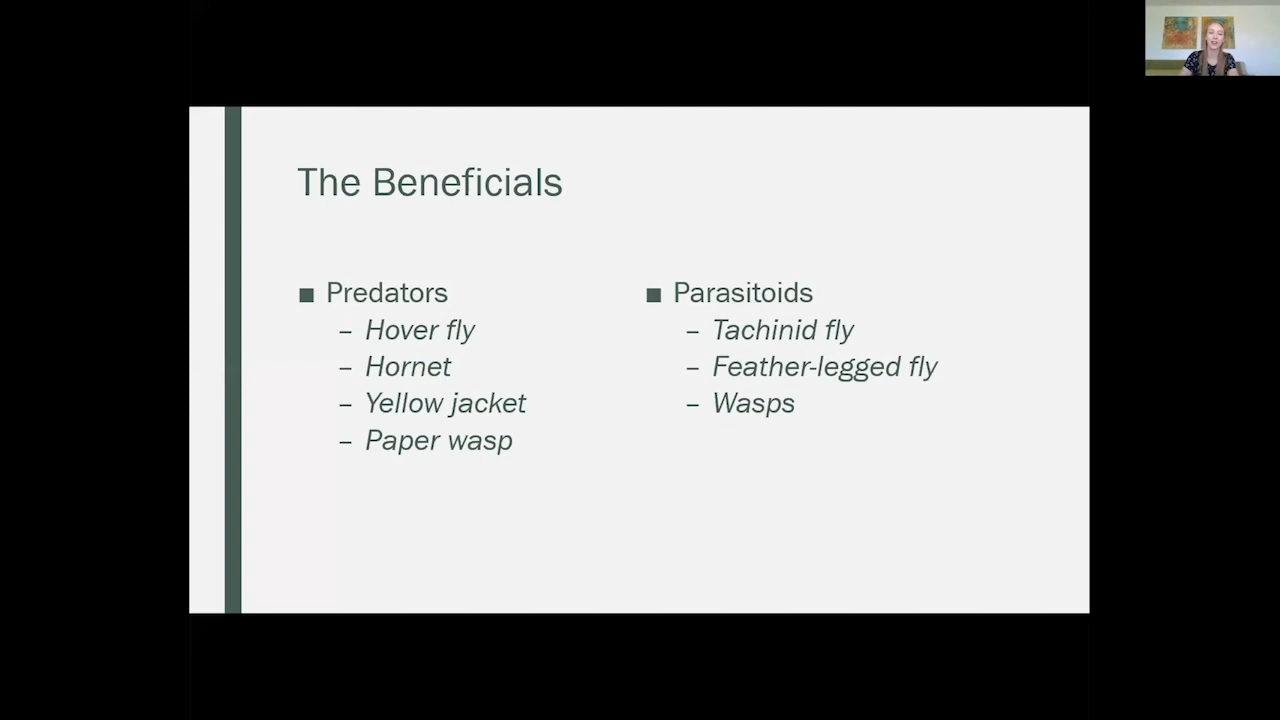 The Beneficials
■ Predators
– Hover fly
– Hornet
– Yellow jacket
– Paper wasp
■ Parasitoids
– Tachinid fly
– Feather-legged fly
– Wasps